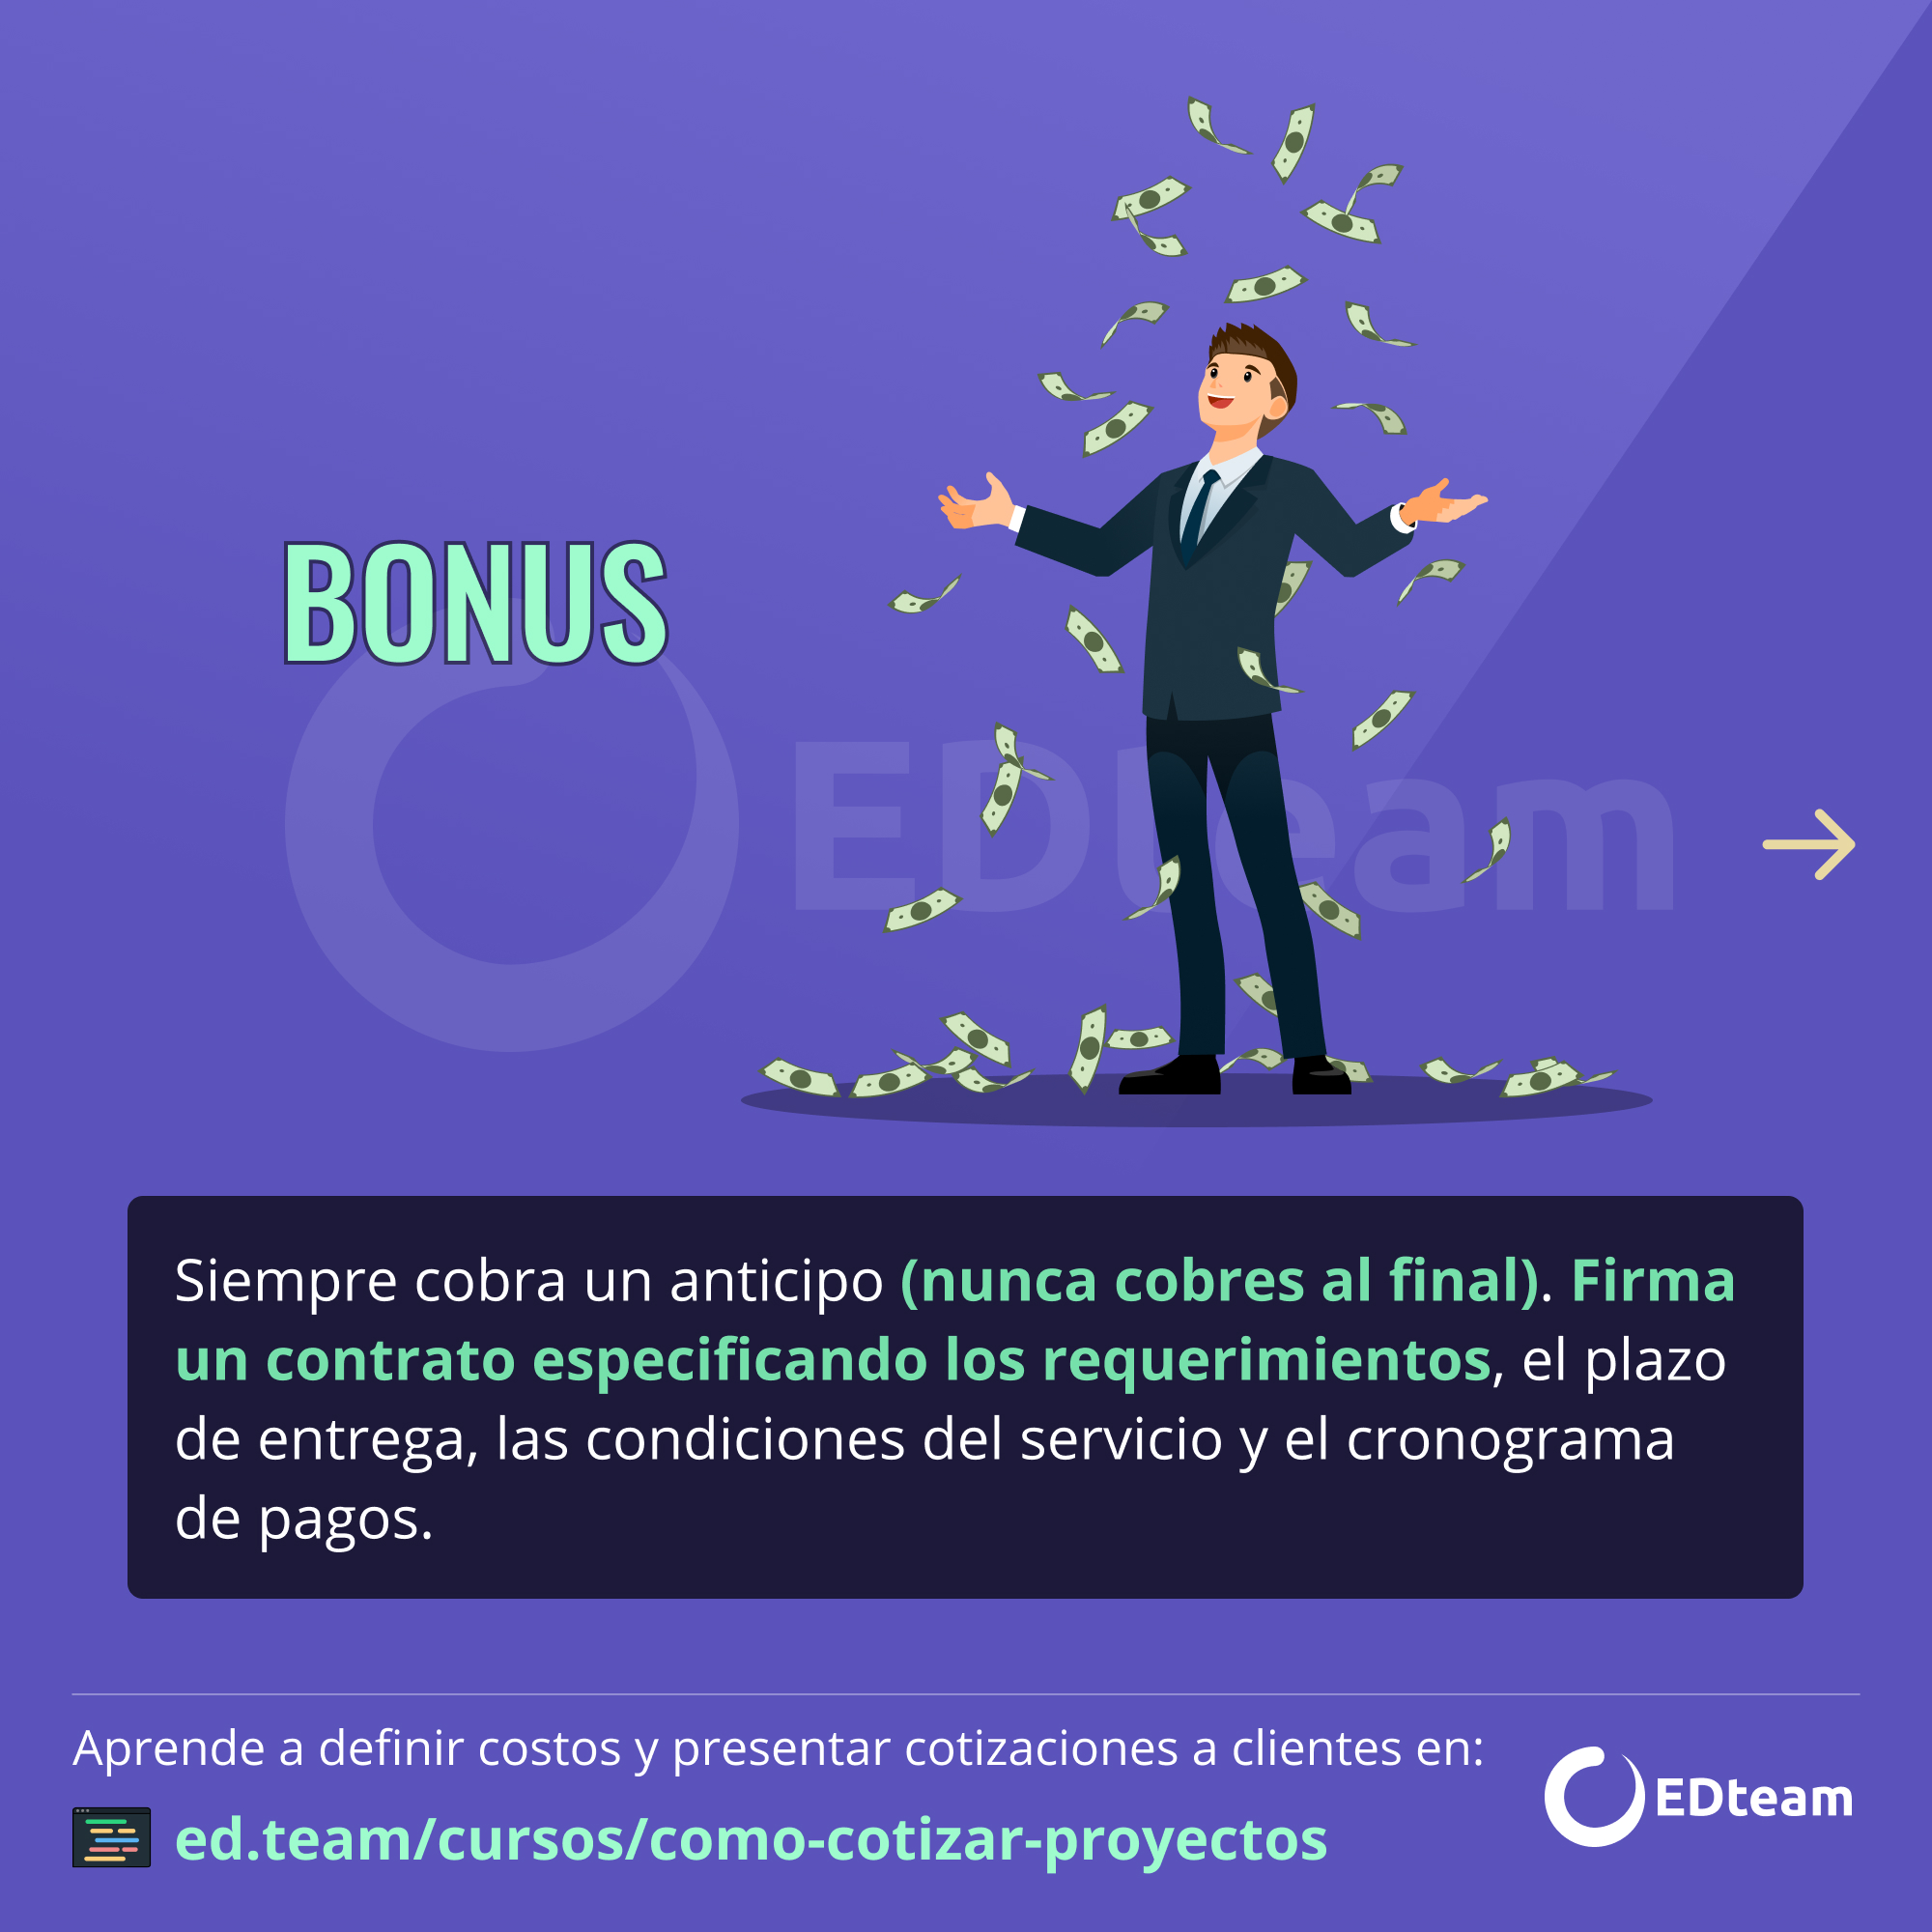 BONUS
EDteam
Siempre cobra un anticipo (nunca cobres al final). Firma
un contrato especificando los requerimientos, el plazo
de entrega, las condiciones del servicio y el cronograma
de pagos.
Aprende a definir costos y presentar cotizaciones a clientes en:
ed.team/cursos/como-cotizar-proyectos
EDteam